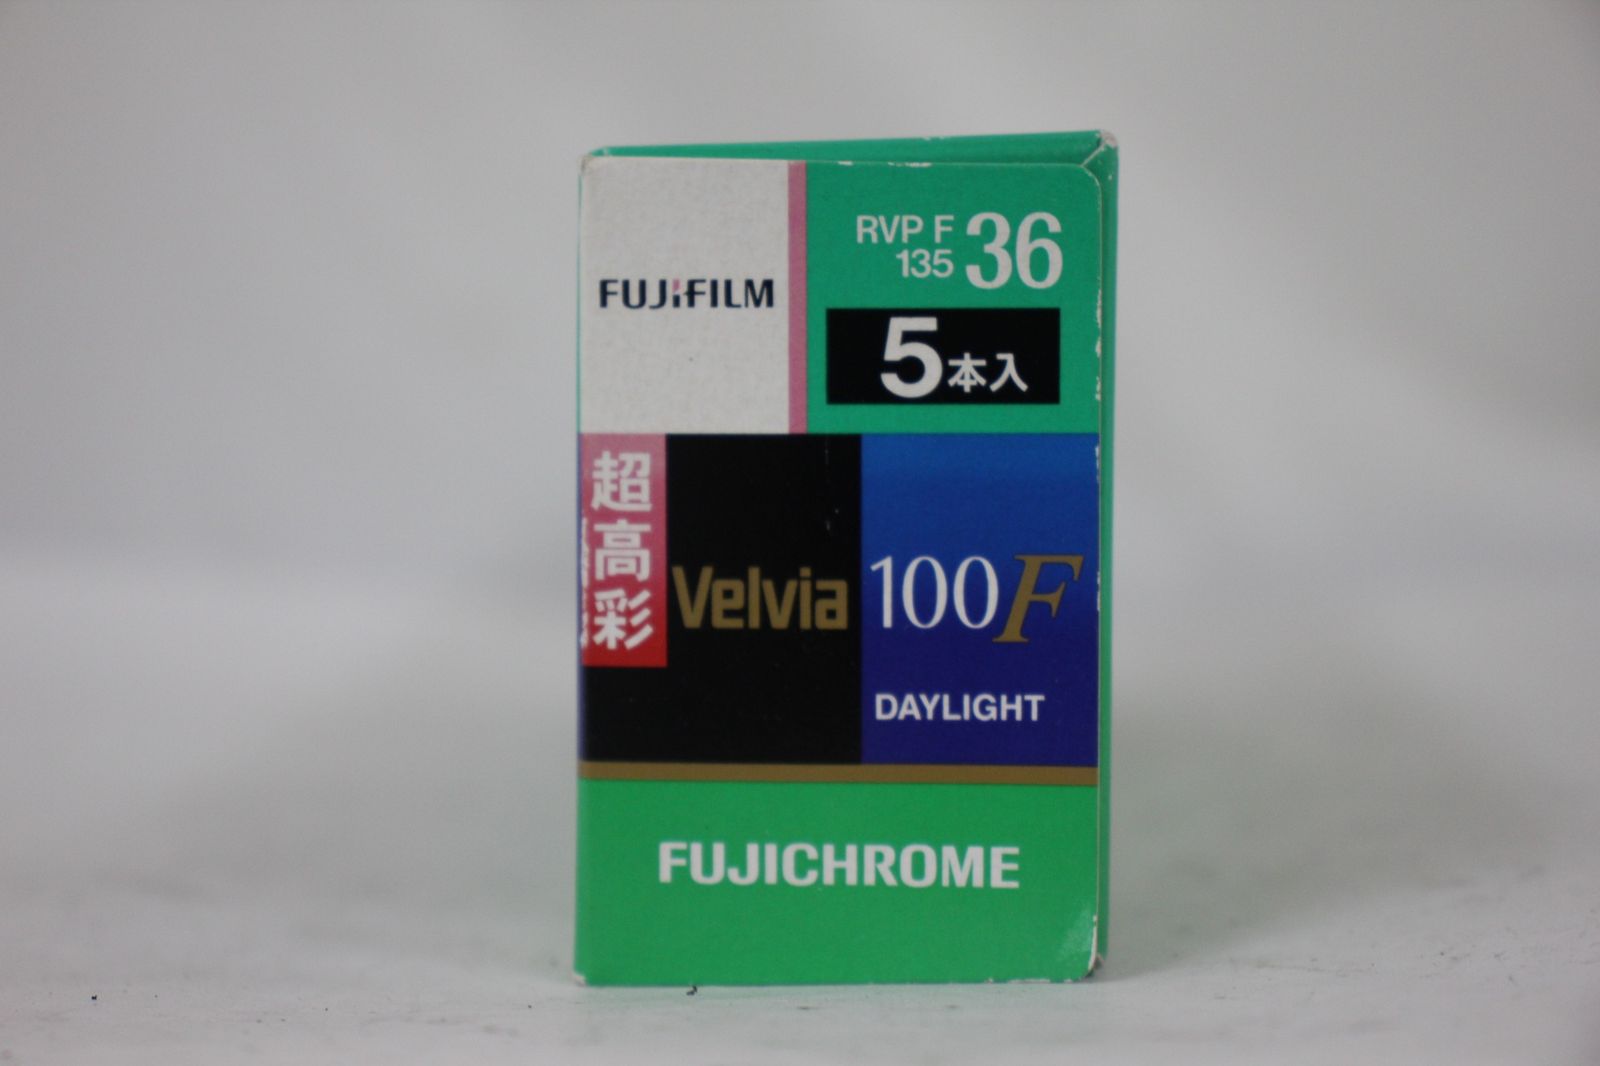 FUJIFILM
RVP F
135 36
5本入
超高彩
Velvia
100F
DAYLIGHT
FUJICHROME